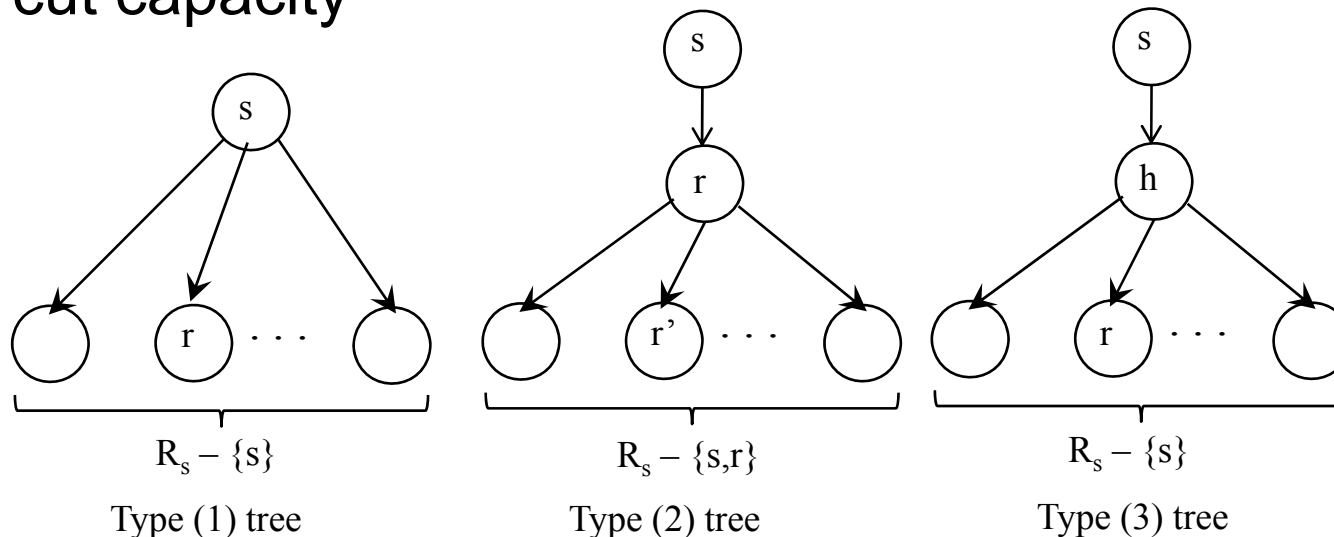 cut capacity
s
r
. . .
R_s – {s}
Type (1) tree
s
r
r’
. . .
R_s – {s,r}
Type (2) tree
s
h
r
. . .
R_s – {s}
Type (3) tree